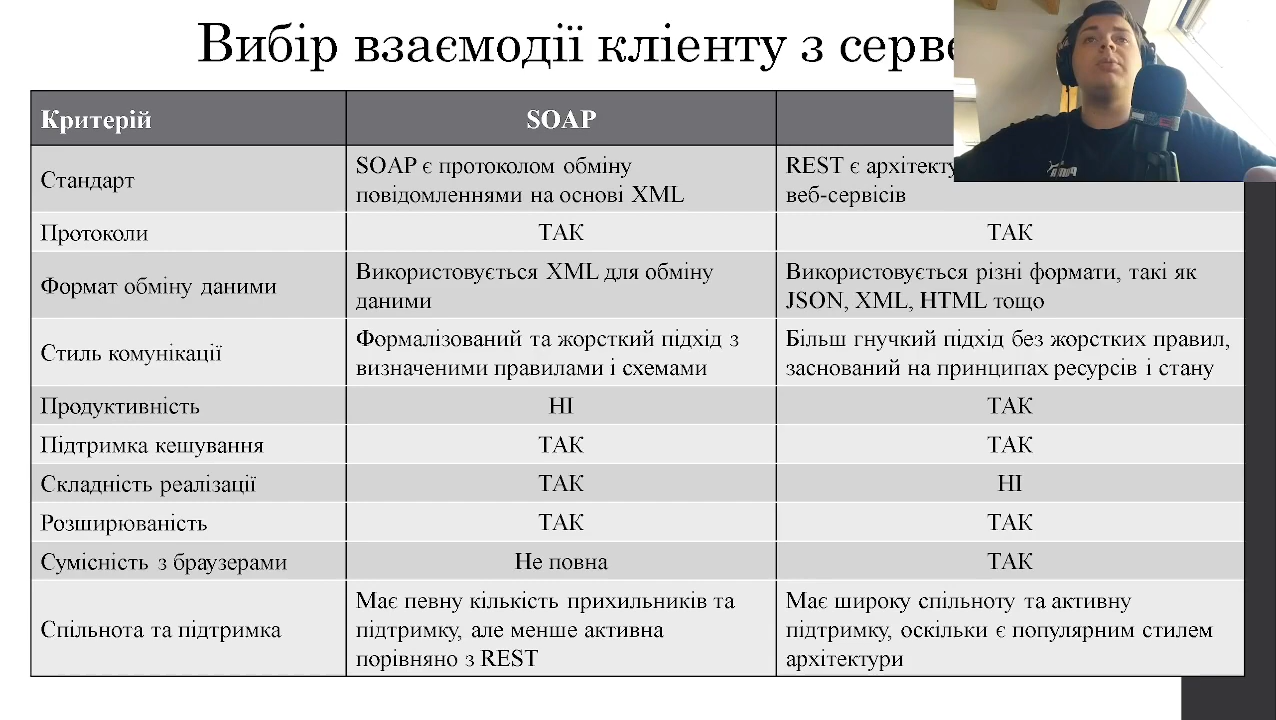 Вибір взаємодії клієнту з серве
Критерій
SOAP
Стандарт
SOAP є протоколом обміну
повідомленнями на основі XML
REST є
веб-сервісів
Протоколи
ТАК
ТАК
Формат обміну даними
Використовується XML для обміну
даними
Використовується різні формати, такі як
JSON, XML, HTML тощо
Стиль комунікації
Формалізований та жорсткий підхід з
визначеними правилами і схемами
Більш гнучкий підхід без жорстких правил,
заснований на принципах ресурсів і стану
Продуктивність
НІ
ТАК
Підтримка кешування
ТАК
ТАК
Складність реалізації
ТАК
НІ
Розширюваність
ТАК
ТАК
Сумісність з браузерами
Не повна
ТАК
Спільнота та підтримка
Має певну кількість прихильників та
підтримку, але менше активна
порівняно з REST
Має широку спільноту та активну
підтримку, оскільки є популярним стилем
архітектури